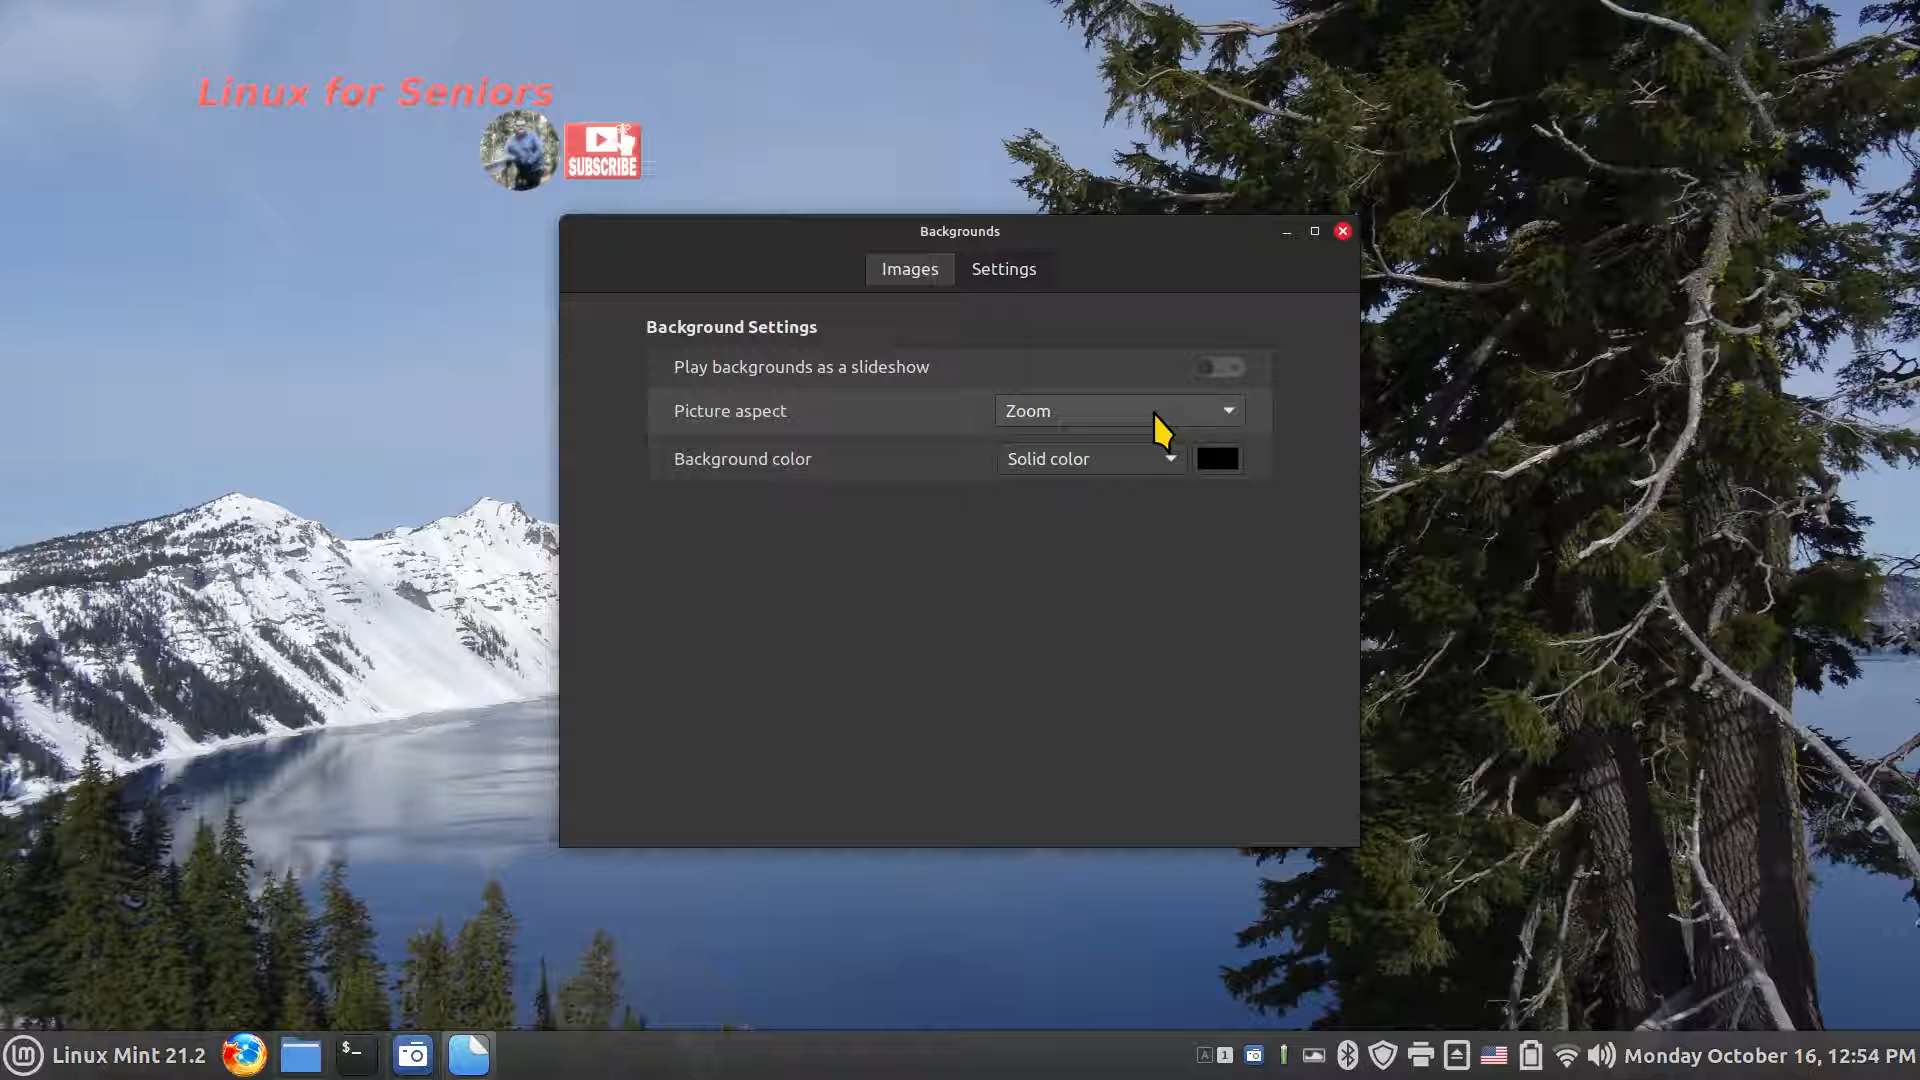 Linux for Seniors
SUBSCRIBE
Backgrounds
Images Settings
Background Settings
Play backgrounds as a slideshow
Picture aspect Zoom
Background color Solid color
Linux Mint 21.2 $_ A 1 Monday October 16, 12:54 PM